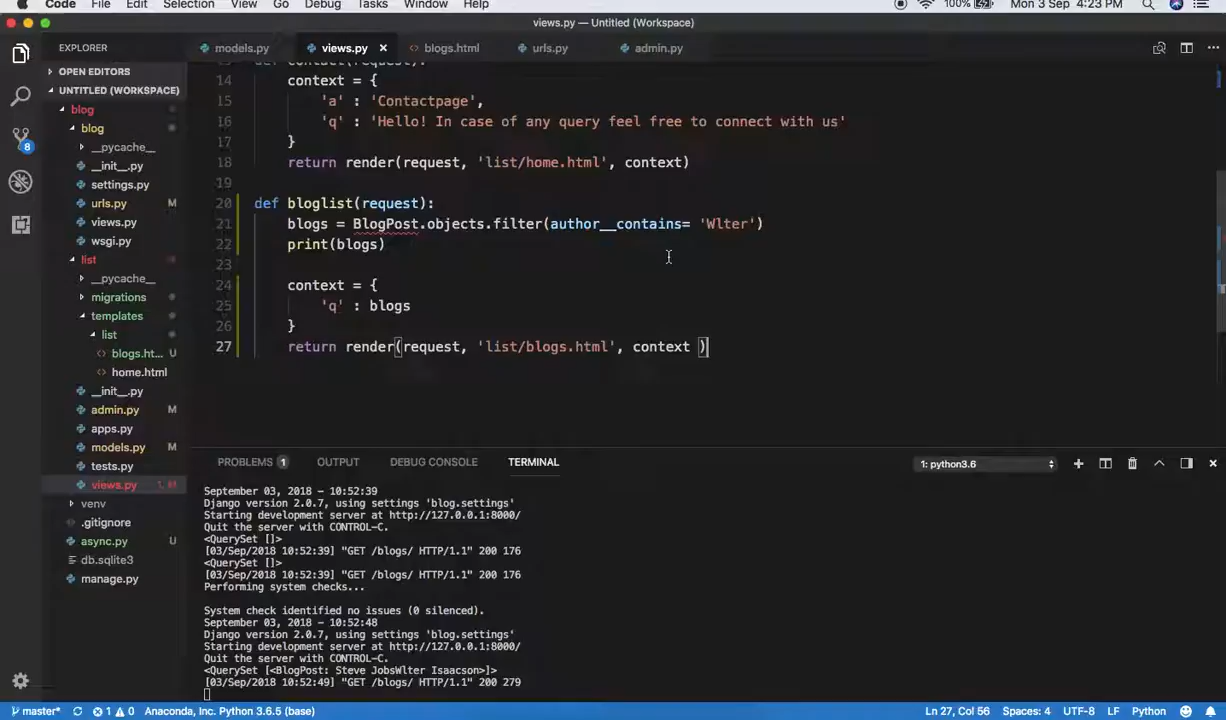 Code File Edit Selection View Go Debug Tasks Window Help 100% Mon 3 Sep 4:23 PM
views.py — Untitled (Workspace)
EXPLORER
models.py views.py × blogs.html urls.py admin.py
OPEN EDITORS
UNTITLED (WORKSPACE)
blog
blog
__pycache__
__init__.py
settings.py
urls.py M
views.py
wsgi.py
list
__pycache__
migrations
templates
list
blogs.ht... U
home.html
__init__.py
admin.py M
apps.py
models.py M
tests.py
views.py 1, M
venv
.gitignore
async.py U
db.sqlite3
manage.py
def contact(request):
14 context = {
15 'a' : 'Contactpage',
16 'q' : 'Hello! In case of any query feel free to connect with us'
17 }
18 return render(request, 'list/home.html', context)
19
20 def bloglist(request):
21 blogs = BlogPost.objects.filter(author__contains= 'Wlter')
22 print(blogs)
23
24 context = {
25 'q' : blogs
26 }
27 return render(request, 'list/blogs.html', context )
PROBLEMS 1 OUTPUT DEBUG CONSOLE TERMINAL 1: python3.6
September 03, 2018 - 10:52:39
Django version 2.0.7, using settings 'blog.settings'
Starting development server at http://127.0.0.1:8000/
Quit the server with CONTROL-C.
<QuerySet []>
[03/Sep/2018 10:52:39] "GET /blogs/ HTTP/1.1" 200 176
<QuerySet []>
[03/Sep/2018 10:52:39] "GET /blogs/ HTTP/1.1" 200 176
Performing system checks...
System check identified no issues (0 silenced).
September 03, 2018 - 10:52:48
Django version 2.0.7, using settings 'blog.settings'
Starting development server at http://127.0.0.1:8000/
Quit the server with CONTROL-C.
<QuerySet [<BlogPost: Steve JobsWlter Isaacson>]>
[03/Sep/2018 10:52:49] "GET /blogs/ HTTP/1.1" 200 279
8
master* 1 0 Anaconda, Inc. Python 3.6.5 (base) Ln 27, Col 56 Spaces: 4 UTF-8 LF Python